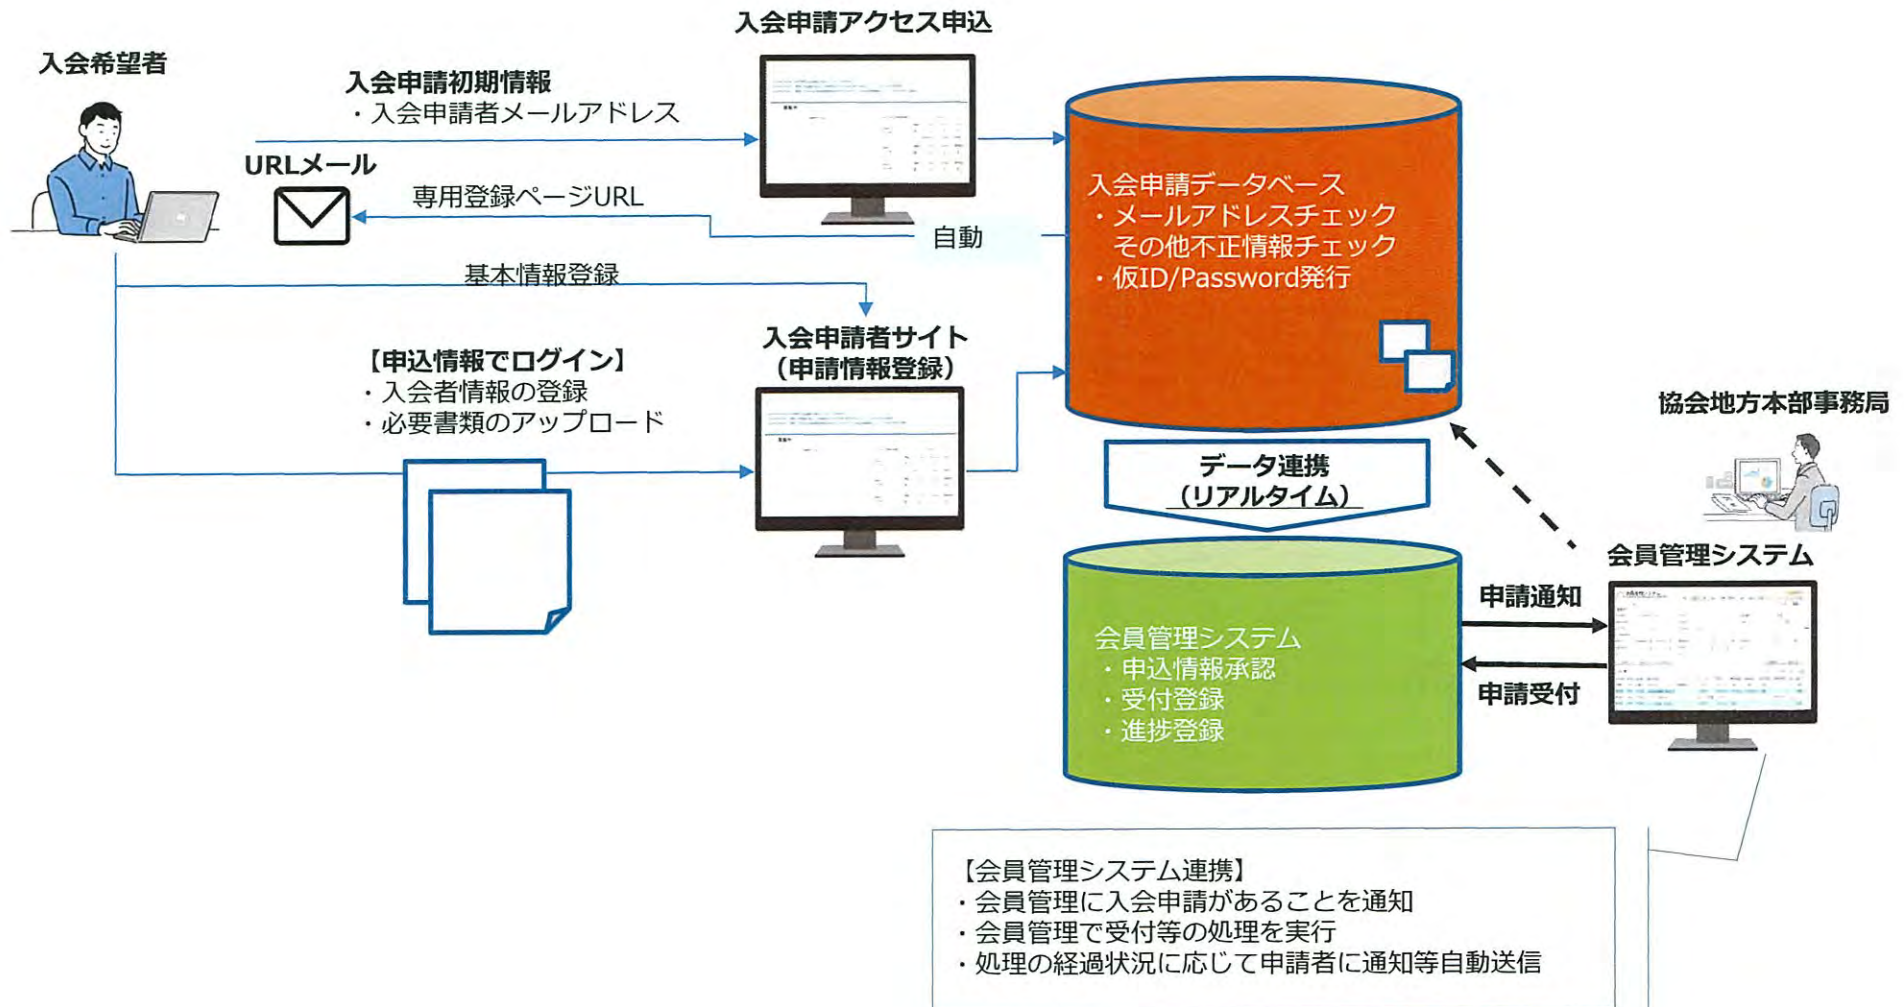 入会申請アクセス申込
入会希望者
入会申請初期情報
・入会申請者メールアドレス
URLメール
専用登録ページURL
自動
基本情報登録
入会申請データベース
・メールアドレスチェック
その他不正情報チェック
・仮ID/Password発行
【申込情報でログイン】
・入会者情報の登録
・必要書類のアップロード
入会申請者サイト
（申請情報登録）
データ連携
（リアルタイム）
協会地方本部事務局
会員管理システム
申請通知
申請受付
会員管理システム
・申込情報承認
・受付登録
・進捗登録
【会員管理システム連携】
・会員管理に入会申請があることを通知
・会員管理で受付等の処理を実行
・処理の経過状況に応じて申請者に通知等自動送信